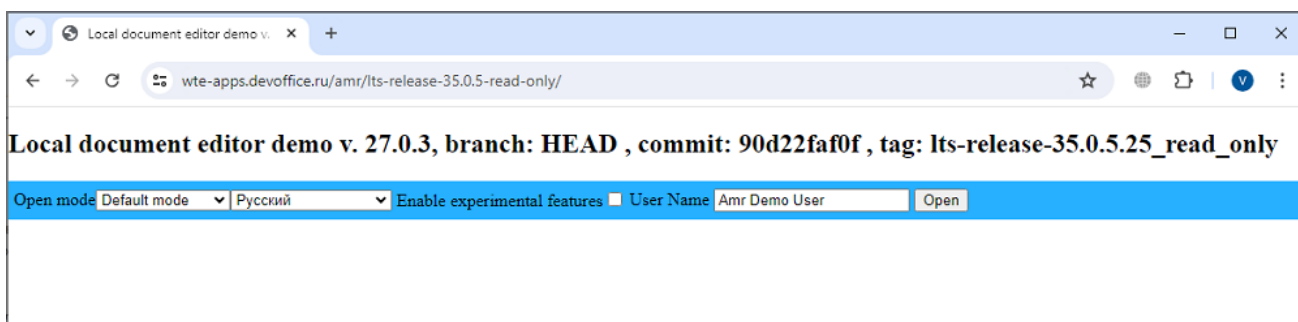 Local document editor demo v.
wte-apps.devoffice.ru/amr/lts-release-35.0.5-read-only/
V
Local document editor demo v. 27.0.3, branch: HEAD , commit: 90d22faf0f , tag: lts-release-35.0.5.25_read_only
Open mode Default mode Русский Enable experimental features User Name Amr Demo User Open